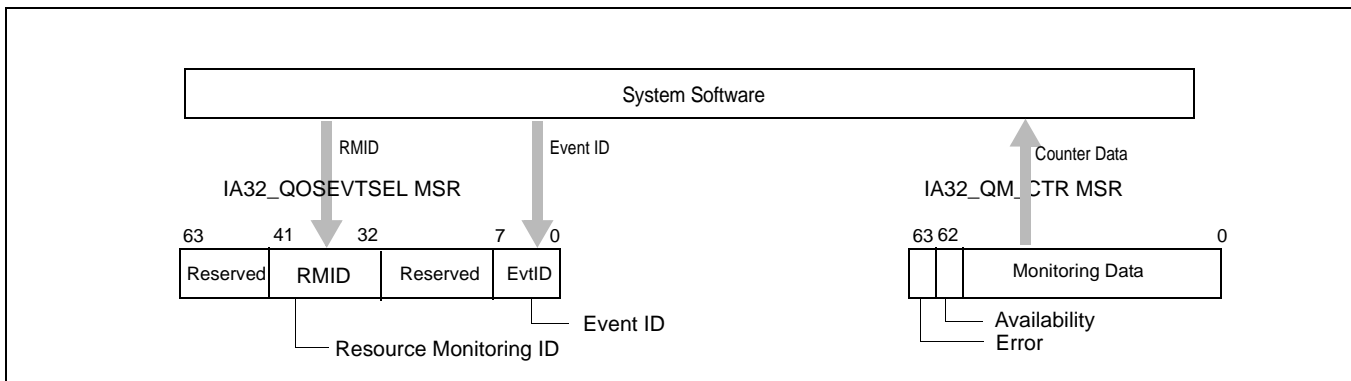 System Software
RMID Event ID Counter Data
IA32_QOSEVTSEL MSR IA32_QM_CTR MSR
63 41 32 7 0 63 62 0
Reserved RMID Reserved EvtID Monitoring Data
Event ID Availability
Resource Monitoring ID Error